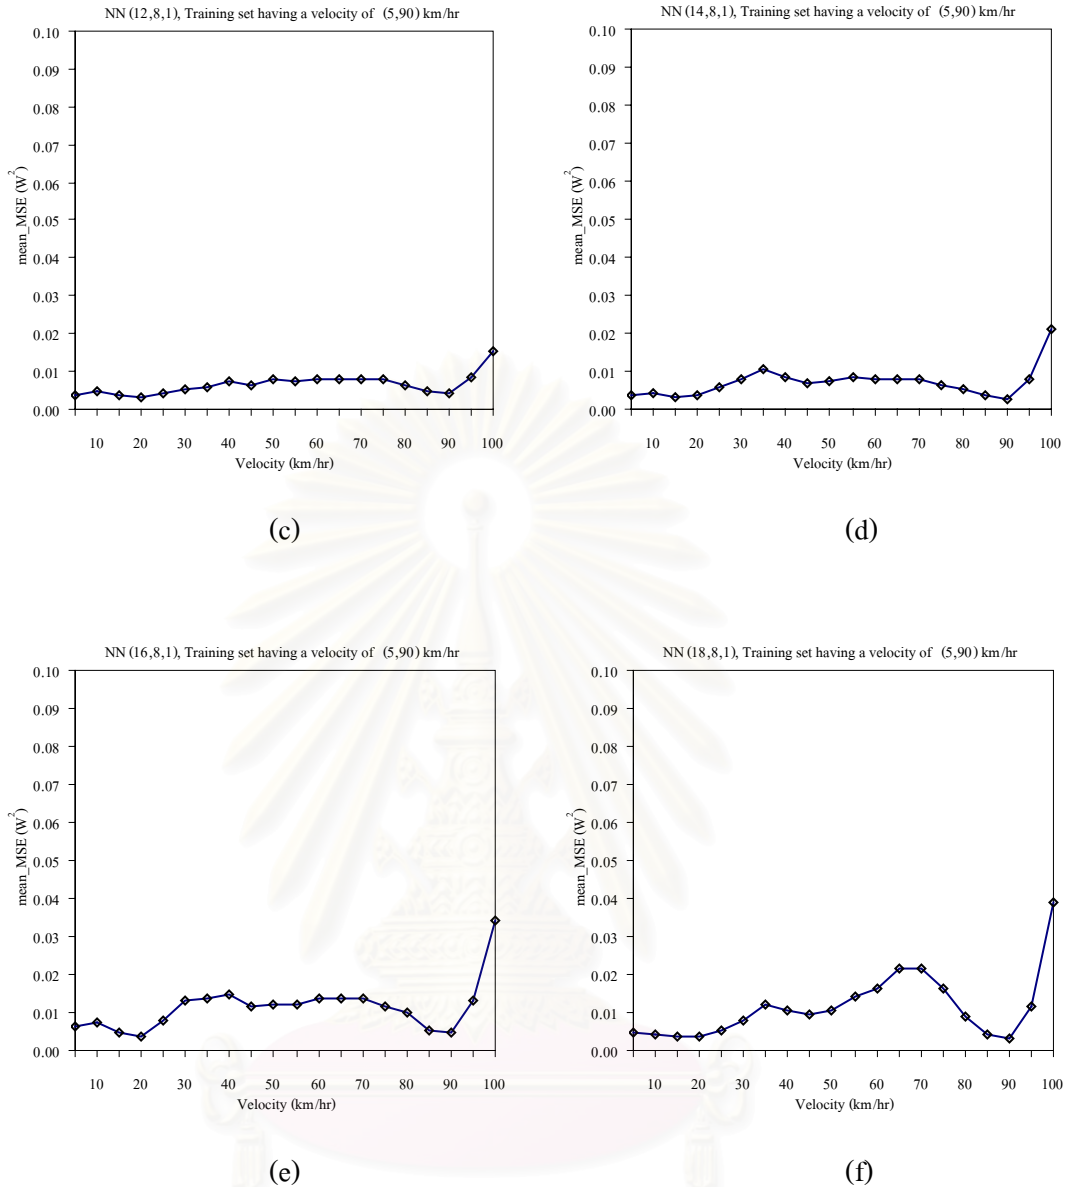 NN (12,8,1), Training set having a velocity of (5,90) km/hr
0.10
0.09
0.08
0.07
0.06
0.05
0.04
0.03
0.02
0.01
0.00
mean_MSE (W²)
10 20 30 40 50 60 70 80 90 100
Velocity (km/hr)
(c)
NN (14,8,1), Training set having a velocity of (5,90) km/hr
0.10
0.09
0.08
0.07
0.06
0.05
0.04
0.03
0.02
0.01
0.00
mean_MSE (W²)
10 20 30 40 50 60 70 80 90 100
Velocity (km/hr)
(d)
NN (16,8,1), Training set having a velocity of (5,90) km/hr
0.10
0.09
0.08
0.07
0.06
0.05
0.04
0.03
0.02
0.01
0.00
mean_MSE (W²)
10 20 30 40 50 60 70 80 90 100
Velocity (km/hr)
(e)
NN (18,8,1), Training set having a velocity of (5,90) km/hr
0.10
0.09
0.08
0.07
0.06
0.05
0.04
0.03
0.02
0.01
0.00
mean_MSE (W²)
10 20 30 40 50 60 70 80 90 100
Velocity (km/hr)
(f)